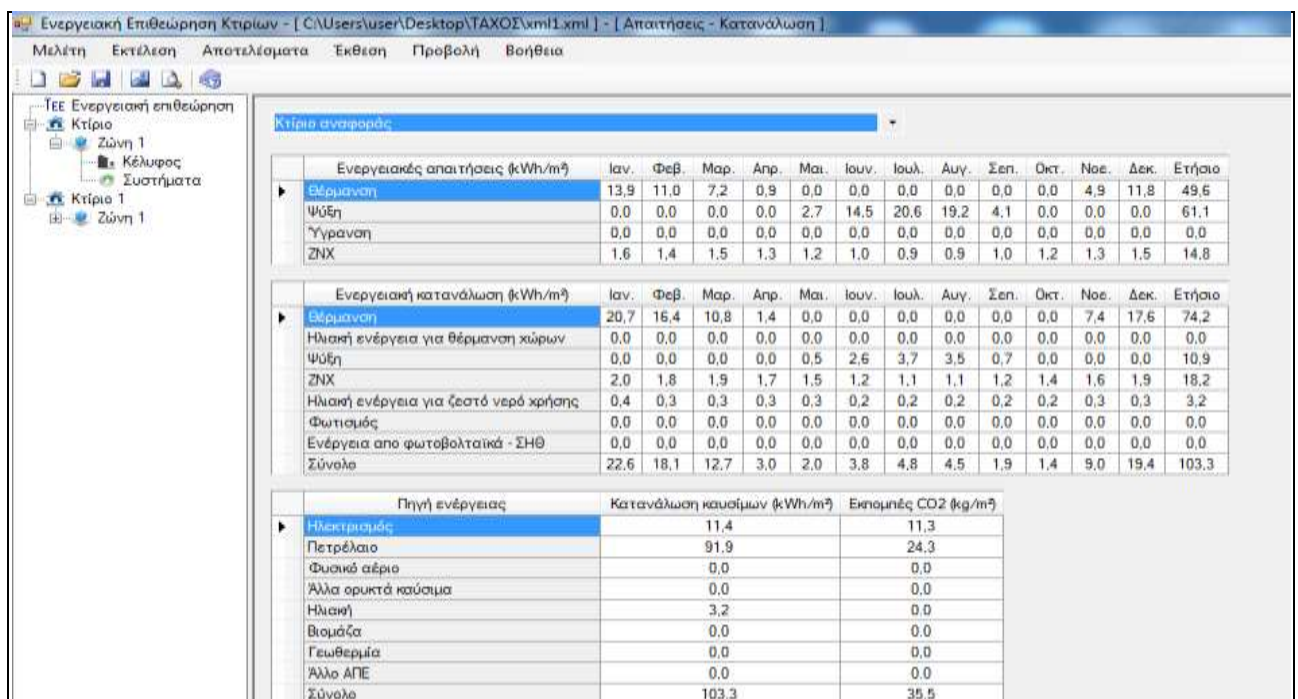 Ενεργειακή Επιθεώρηση Κτιρίων - [ C:\Users\user\Desktop\ΤΑΧΟΣ\xml1.xml ] - [ Απαιτήσεις - Κατανάλωση ]
Μελέτη Εκτέλεση Αποτελέσματα Έκθεση Προβολή Βοήθεια
ΤΕΕ Ενεργειακή επιθεώρηση
Κτίριο
Ζώνη 1
Κέλυφος
Συστήματα
Κτίριο 1
Ζώνη 1
Κτίριο αναφοράς
Ενεργειακές απαιτήσεις (kWh/m²) Ιαν. Φεβ. Μαρ. Απρ. Μαι. Ιουν. Ιουλ. Αυγ. Σεπ. Οκτ. Νοε. Δεκ. Ετήσιο
Θέρμανση 13,9 11,0 7,2 0,9 0,0 0,0 0,0 0,0 0,0 0,0 4,9 11,8 49,6
Ψύξη 0,0 0,0 0,0 0,0 2,7 14,5 20,6 19,2 4,1 0,0 0,0 0,0 61,1
Ύγρανση 0,0 0,0 0,0 0,0 0,0 0,0 0,0 0,0 0,0 0,0 0,0 0,0 0,0
ΖΝΧ 1,6 1,4 1,5 1,3 1,2 1,0 0,9 0,9 1,0 1,2 1,3 1,5 14,8
Ενεργειακή κατανάλωση (kWh/m²) Ιαν. Φεβ. Μαρ. Απρ. Μαι. Ιουν. Ιουλ. Αυγ. Σεπ. Οκτ. Νοε. Δεκ. Ετήσιο
Θέρμανση 20,7 16,4 10,8 1,4 0,0 0,0 0,0 0,0 0,0 0,0 7,4 17,6 74,2
Ηλιακή ενέργεια για θέρμανση χώρων 0,0 0,0 0,0 0,0 0,0 0,0 0,0 0,0 0,0 0,0 0,0 0,0 0,0
Ψύξη 0,0 0,0 0,0 0,0 0,5 2,6 3,7 3,5 0,7 0,0 0,0 0,0 10,9
ΖΝΧ 2,0 1,8 1,9 1,7 1,5 1,2 1,1 1,1 1,2 1,4 1,6 1,9 18,2
Ηλιακή ενέργεια για ζεστό νερό χρήσης 0,4 0,3 0,3 0,3 0,3 0,2 0,2 0,2 0,2 0,2 0,3 0,3 3,2
Φωτισμός 0,0 0,0 0,0 0,0 0,0 0,0 0,0 0,0 0,0 0,0 0,0 0,0 0,0
Ενέργεια απο φωτοβολταϊκά - ΣΗΘ 0,0 0,0 0,0 0,0 0,0 0,0 0,0 0,0 0,0 0,0 0,0 0,0 0,0
Σύνολο 22,6 18,1 12,7 3,0 2,0 3,8 4,8 4,5 1,9 1,4 9,0 19,4 103,3
Πηγή ενέργειας Κατανάλωση καυσίμων (kWh/m²) Εκπομπές CO2 (kg/m²)
Ηλεκτρισμός 11,4 11,3
Πετρέλαιο 91,9 24,3
Φυσικό αέριο 0,0 0,0
Άλλα ορυκτά καύσιμα 0,0 0,0
Ηλιακή 3,2 0,0
Βιομάζα 0,0 0,0
Γεωθερμία 0,0 0,0
Άλλο ΑΠΕ 0,0 0,0
Σύνολο 103,3 35,5